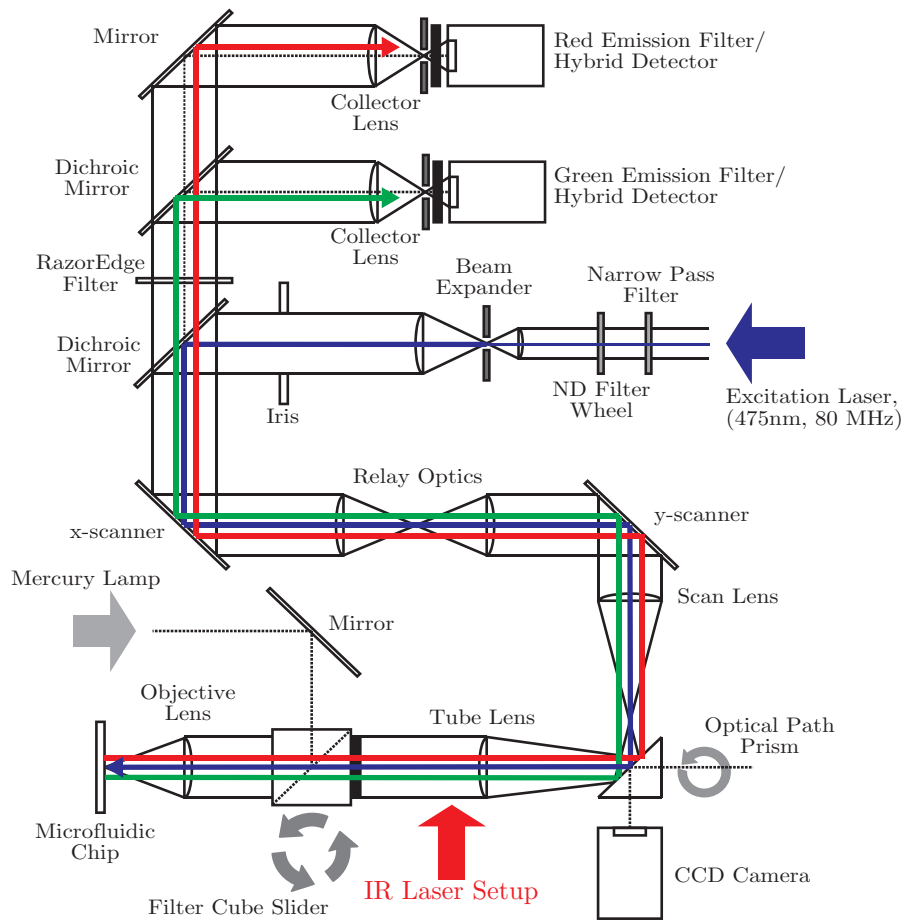 Mirror
Red Emission Filter/
Hybrid Detector
Collector
Lens
Dichroic
Mirror
Green Emission Filter/
Hybrid Detector
Collector
Lens
RazorEdge
Filter
Beam
Expander
Narrow Pass
Filter
Dichroic
Mirror
Iris
ND Filter
Wheel
Excitation Laser,
(475nm, 80 MHz)
Relay Optics
x-scanner
y-scanner
Mercury Lamp
Mirror
Scan Lens
Objective
Lens
Tube Lens
Optical Path
Prism
Microfluidic
Chip
Filter Cube Slider
IR Laser Setup
CCD Camera